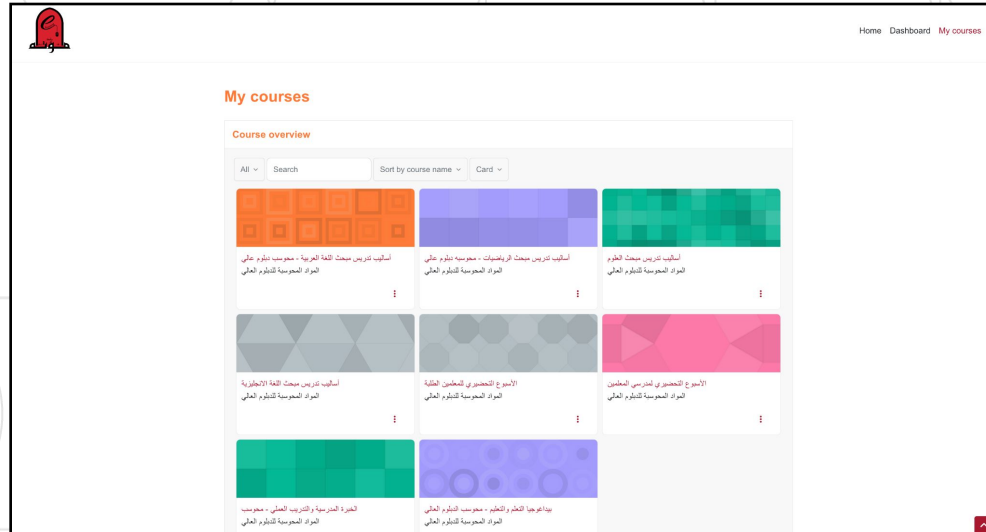 e
مؤته
Home Dashboard My courses
My courses
Course overview
All Search Sort by course name Card
أساليب تدريس مبحث اللغة العربية - محوسب دبلوم عالي
المواد المحوسبة للدبلوم العالي
أساليب تدريس مبحث الرياضيات - محوسبه دبلوم عالي
المواد المحوسبة للدبلوم العالي
أساليب تدريس مبحث العلوم
المواد المحوسبة للدبلوم العالي
أساليب تدريس مبحث اللغة الانجليزية
المواد المحوسبة للدبلوم العالي
الأسبوع التحضيري للمعلمين الطلبة
المواد المحوسبة للدبلوم العالي
الأسبوع التحضيري لمدرسي المعلمين
المواد المحوسبة للدبلوم العالي
الخبرة المدرسية والتدريب العملي - محوسب
المواد المحوسبة للدبلوم العالي
بيداغوجيا التعلم والتعليم - محوسب الدبلوم العالي
المواد المحوسبة للدبلوم العالي